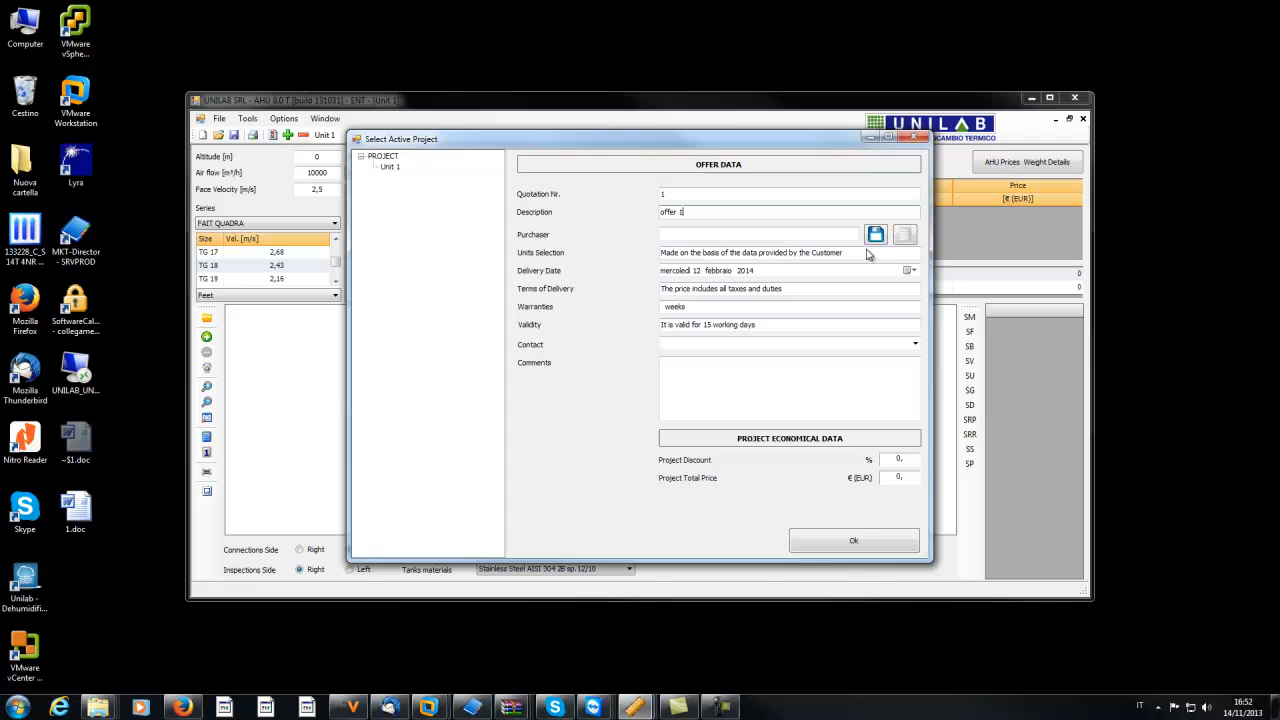 Computer
VMware
vSphe...
Cestino
VMware
Workstation
Nuova
cartella
Lyra
133228_C_S
14T 4NR ...
MKT-Director
- SRVPROD
Mozilla
Firefox
SoftwareCal...
- collegame...
Mozilla
Thunderbird
UNILAB_UN...
Nitro Reader
~$1.doc
Skype
1.doc
Unilab -
Dehumidifi...
VMware
vCenter ...
UNILAB SRL - AHU 8.0 T [build 131031] - ENT - [Unit 1]
File Tools Options Window
Unit 1
UNILAB
SCAMBIO TERMICO
Altitude [m] 0
Air flow [m³/h] 10000
Face Velocity [m/s] 2,5
Series
FAIT QUADRA
Size Vel. [m/s]
TG 17 2,68
TG 18 2,43
TG 19 2,16
Feet
AHU Prices Weight Details
Price
[€ (EUR)]
0
0
SM
SF
SB
SV
SU
SG
SD
SRP
SRR
SS
SP
Connections Side Right
Inspections Side Right Left Tanks materials Stainless Steel AISI 304 2B sp. 12/10
Select Active Project
PROJECT
Unit 1
OFFER DATA
Quotation Nr. 1
Description offer 1
Purchaser
Units Selection Made on the basis of the data provided by the Customer
Delivery Date mercoledì 12 febbraio 2014
Terms of Delivery The price includes all taxes and duties
Warranties weeks
Validity It is valid for 15 working days
Contact
Comments
PROJECT ECONOMICAL DATA
Project Discount % 0,
Project Total Price € (EUR) 0,
Ok
IT
16:52
14/11/2013